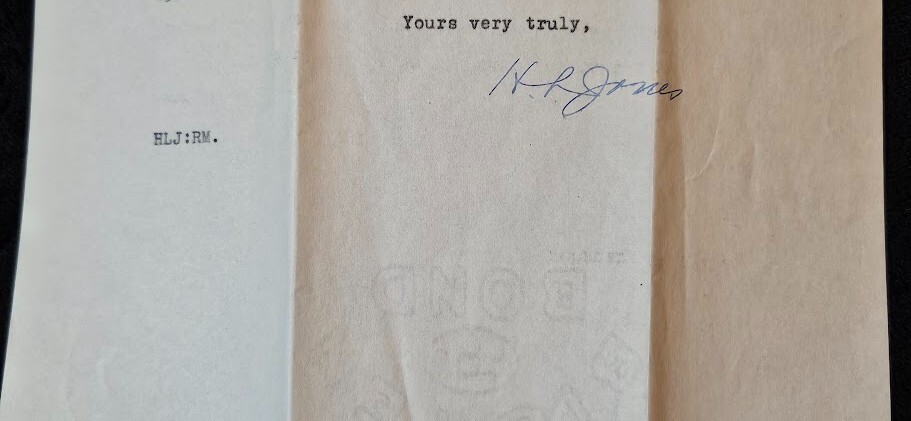 Yours very truly,
H. L. Jones
HLJ:RM.
BOND